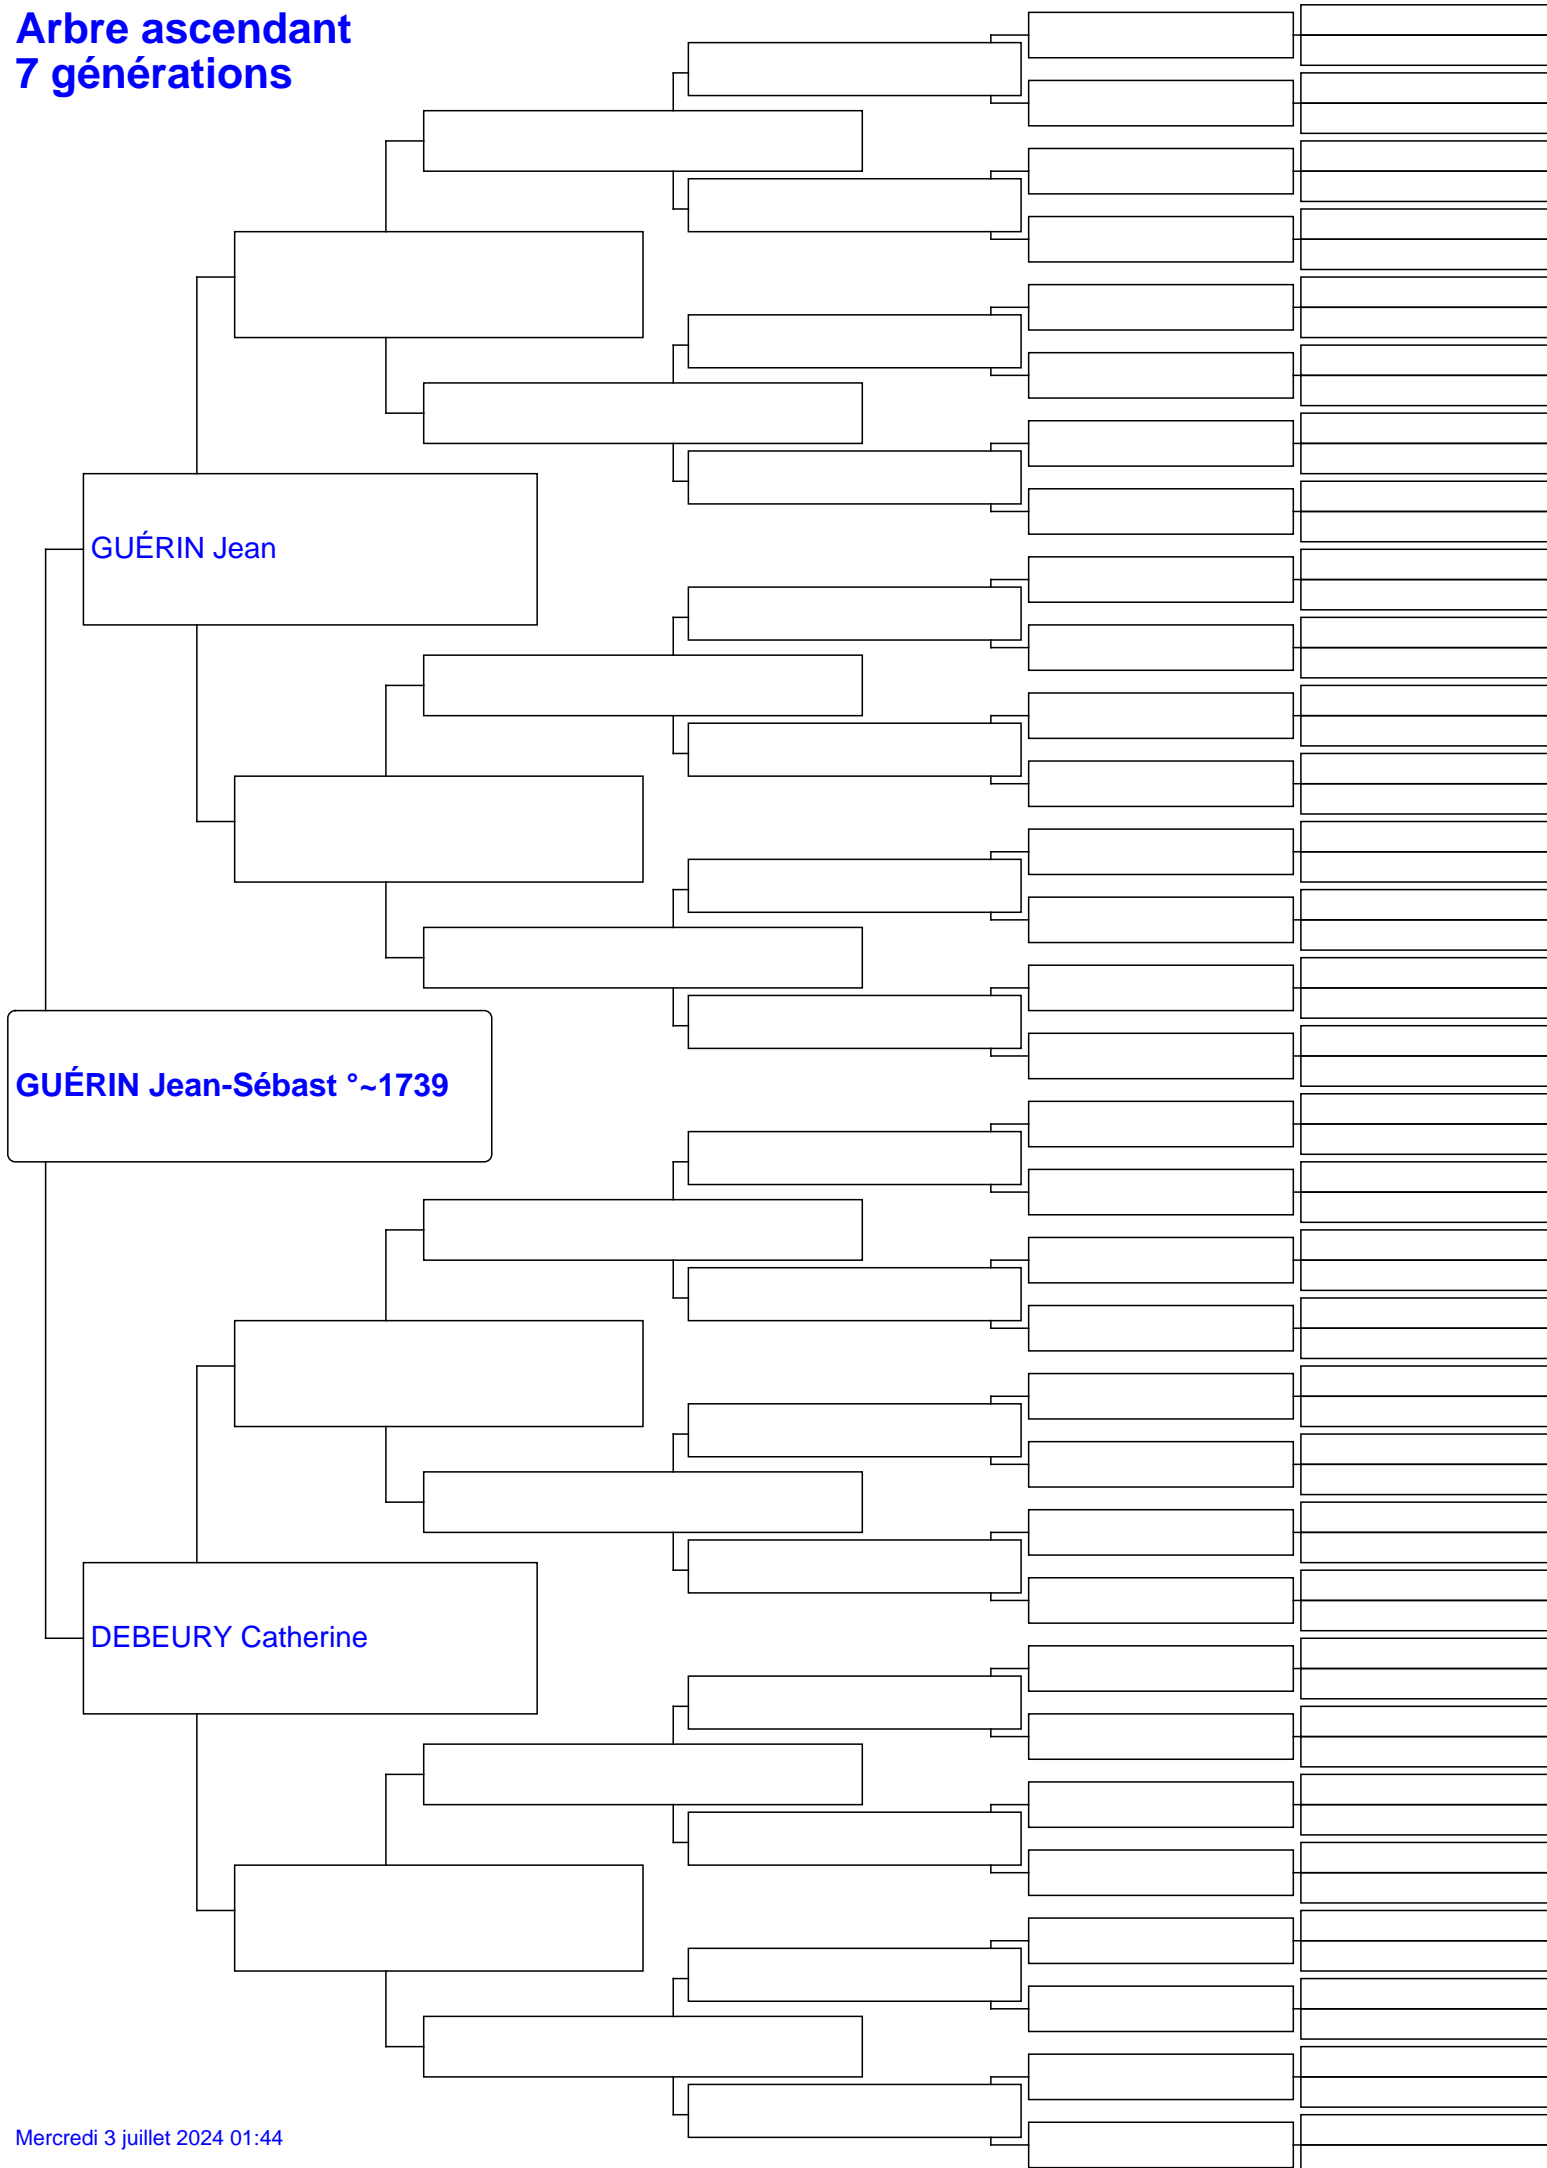 Arbre ascendant
7 générations
GUÉRIN Jean
GUÉRIN Jean-Sébast °~1739
DEBEURY Catherine
Mercredi 3 juillet 2024 01:44